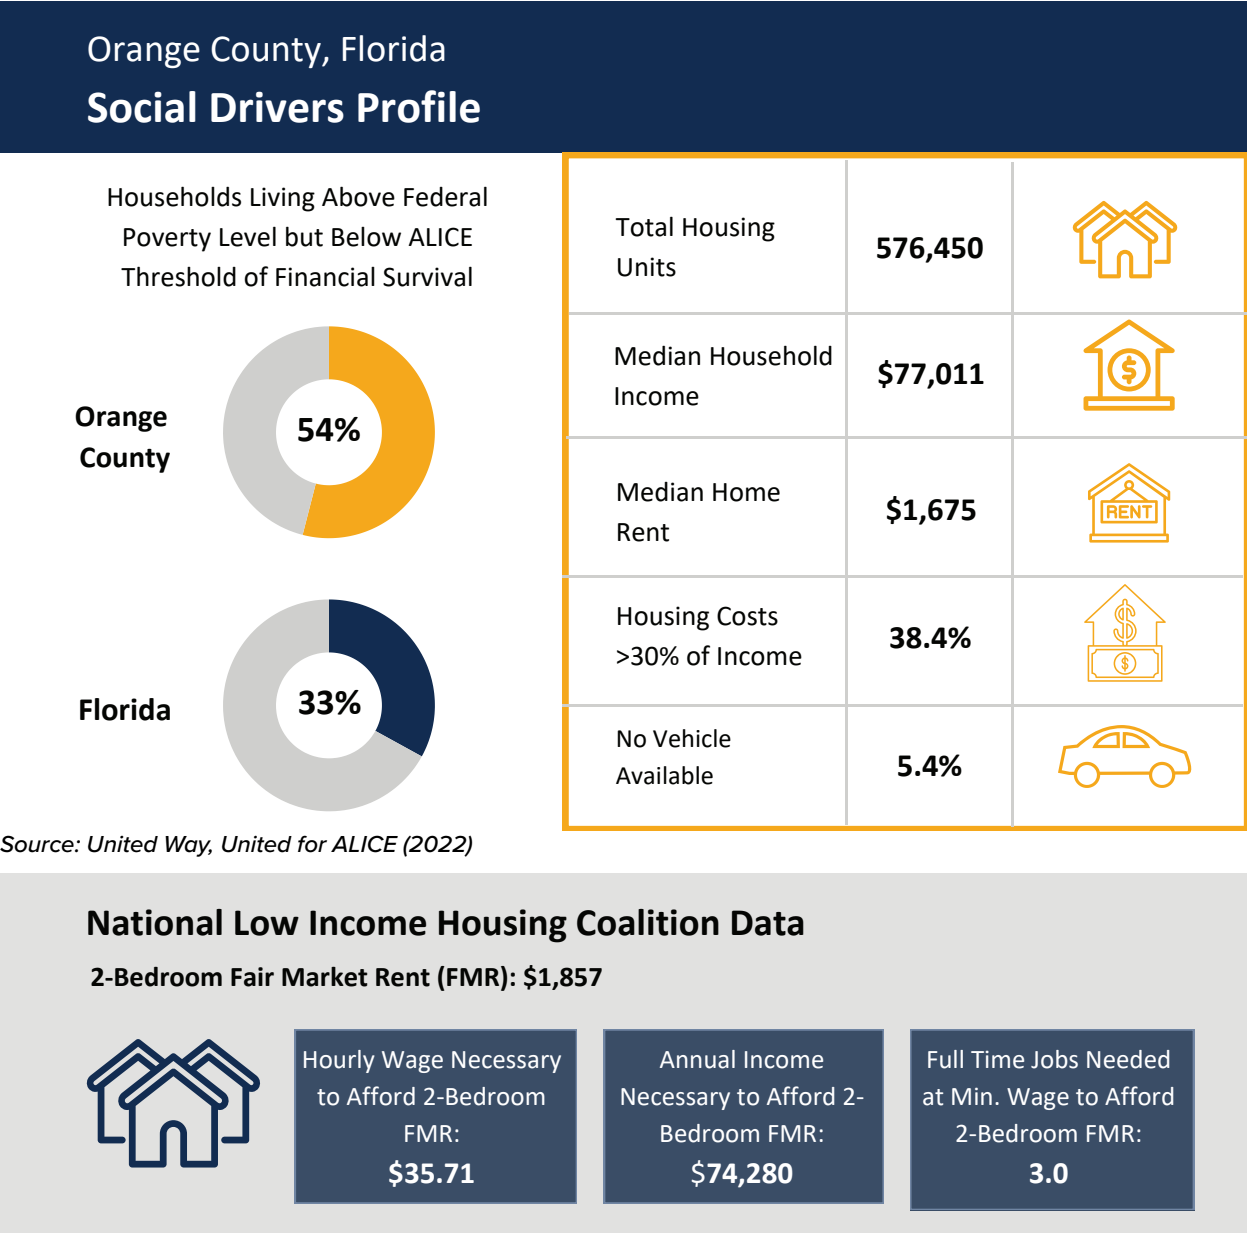 Orange County, Florida
Social Drivers Profile
Households Living Above Federal
Poverty Level but Below ALICE
Threshold of Financial Survival
Orange
County
54%
Florida
33%
Source: United Way, United for ALICE (2022)
Total Housing
Units
576,450
Median Household
Income
$77,011
Median Home
Rent
$1,675
RENT
Housing Costs
>30% of Income
38.4%
$
$
No Vehicle
Available
5.4%
National Low Income Housing Coalition Data
2-Bedroom Fair Market Rent (FMR): $1,857
Hourly Wage Necessary
to Afford 2-Bedroom
FMR:
$35.71
Annual Income
Necessary to Afford 2-
Bedroom FMR:
$74,280
Full Time Jobs Needed
at Min. Wage to Afford
2-Bedroom FMR:
3.0